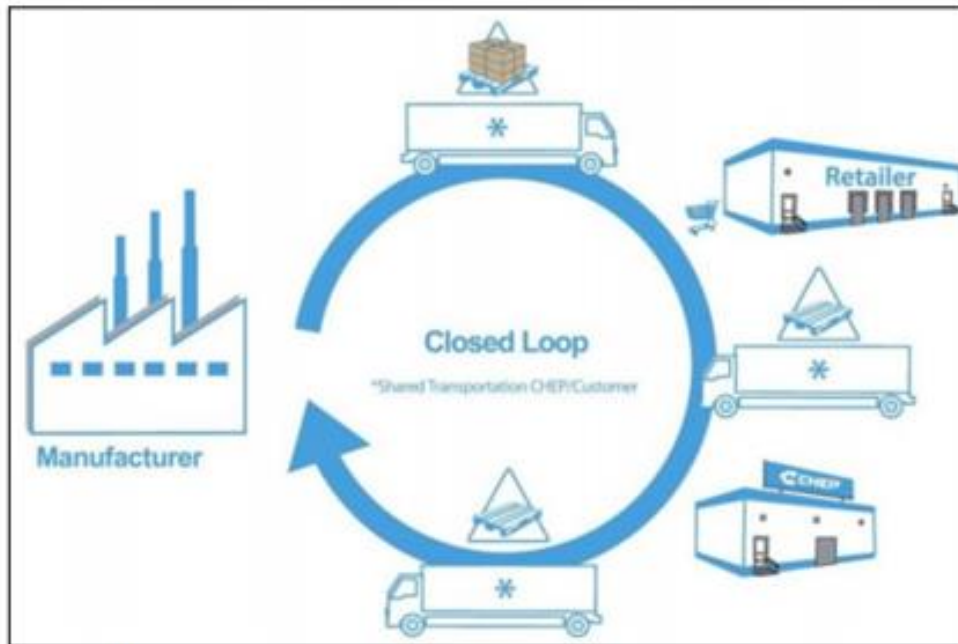 Retailer
Closed Loop
*Shared Transportation CHEP/Customer
Manufacturer
CHEP